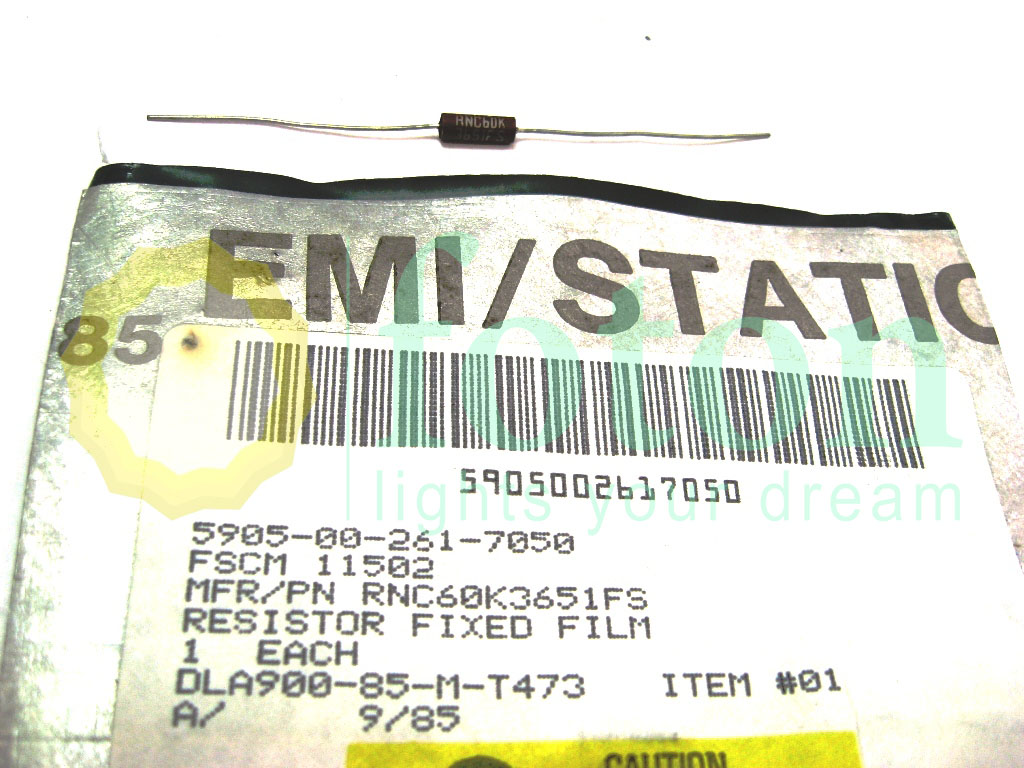 RNC60K
3651FS
EMI/STATIC
85
foton
lights your dream
5905002617050
5905-00-261-7050
FSCM 11502
MFR/PN RNC60K3651FS
RESISTOR FIXED FILM
1 EACH
DLA900-85-M-T473 ITEM #01
A/ 9/85
CAUTION